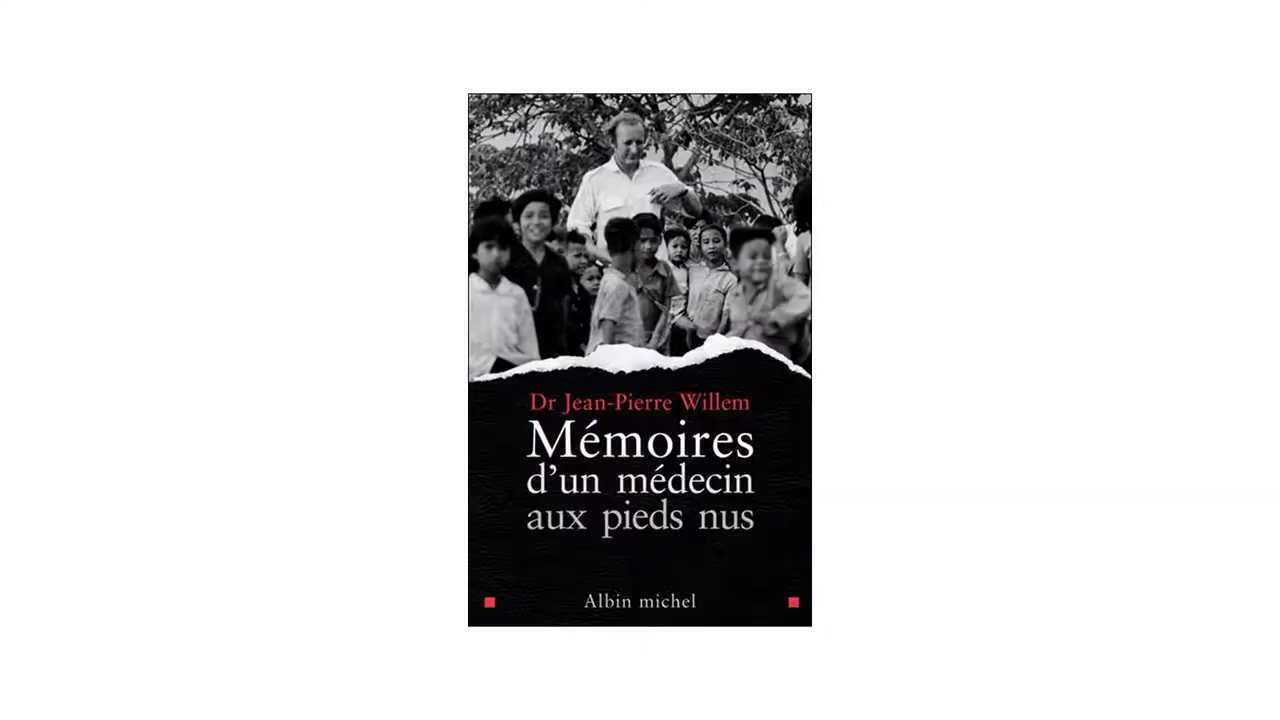 Dr Jean-Pierre Willem
Mémoires
d'un médecin
aux pieds nus
Albin michel